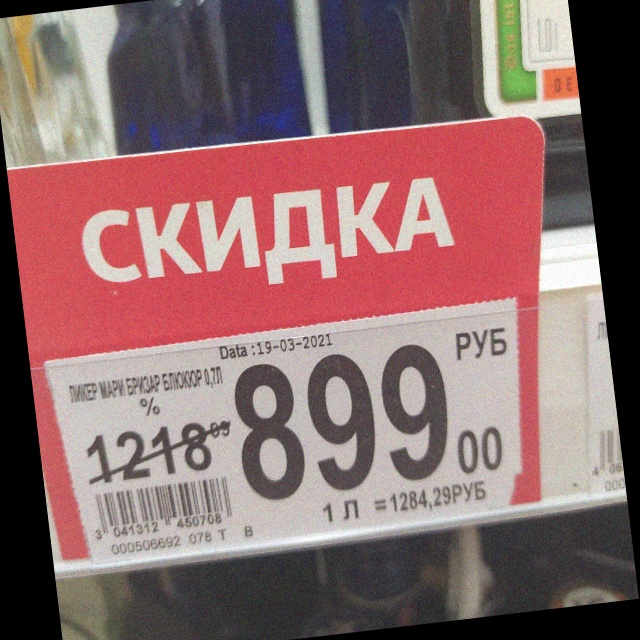 СКИДКА
Data :19-03-2021
ЛИКЕР МАРИ БРИЗАР БЛЮКЮР 0,7Л
%
1218 89
899 00
РУБ
1 Л =1284,29РУБ
3 041312 450708
000506692 078 Т В